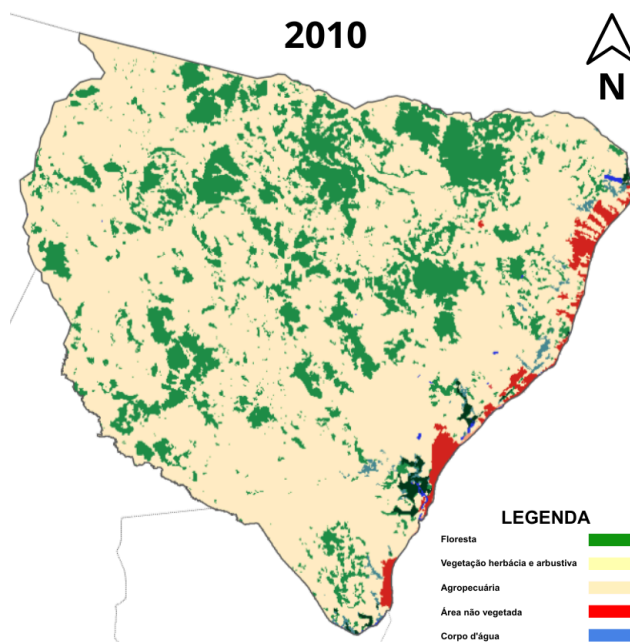 2010
N
LEGENDA
Floresta
Vegetação herbácia e arbustiva
Agropecuária
Área não vegetada
Corpo d'água